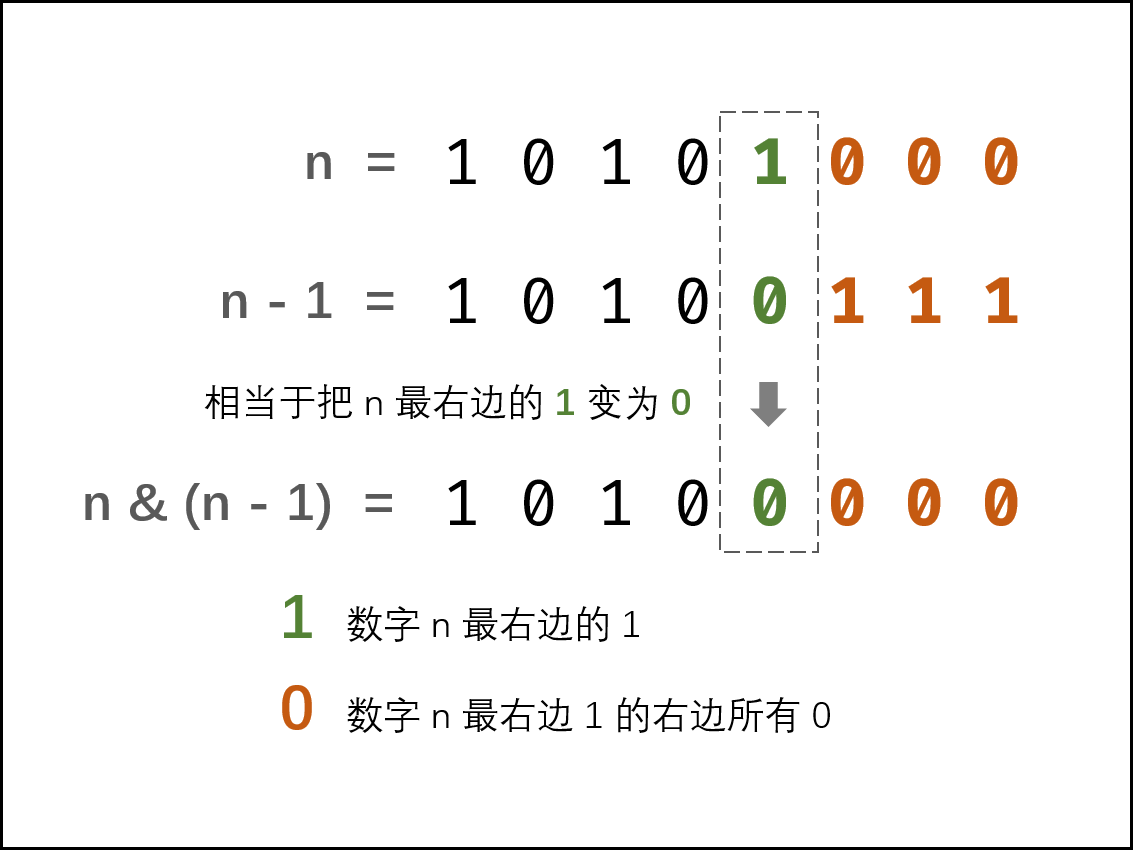 n = 1 0 1 0 1 0 0 0
n - 1 = 1 0 1 0 0 1 1 1
相当于把 n 最右边的 1 变为 0
n & (n - 1) = 1 0 1 0 0 0 0 0
1 数字 n 最右边的 1
0 数字 n 最右边 1 的右边所有 0